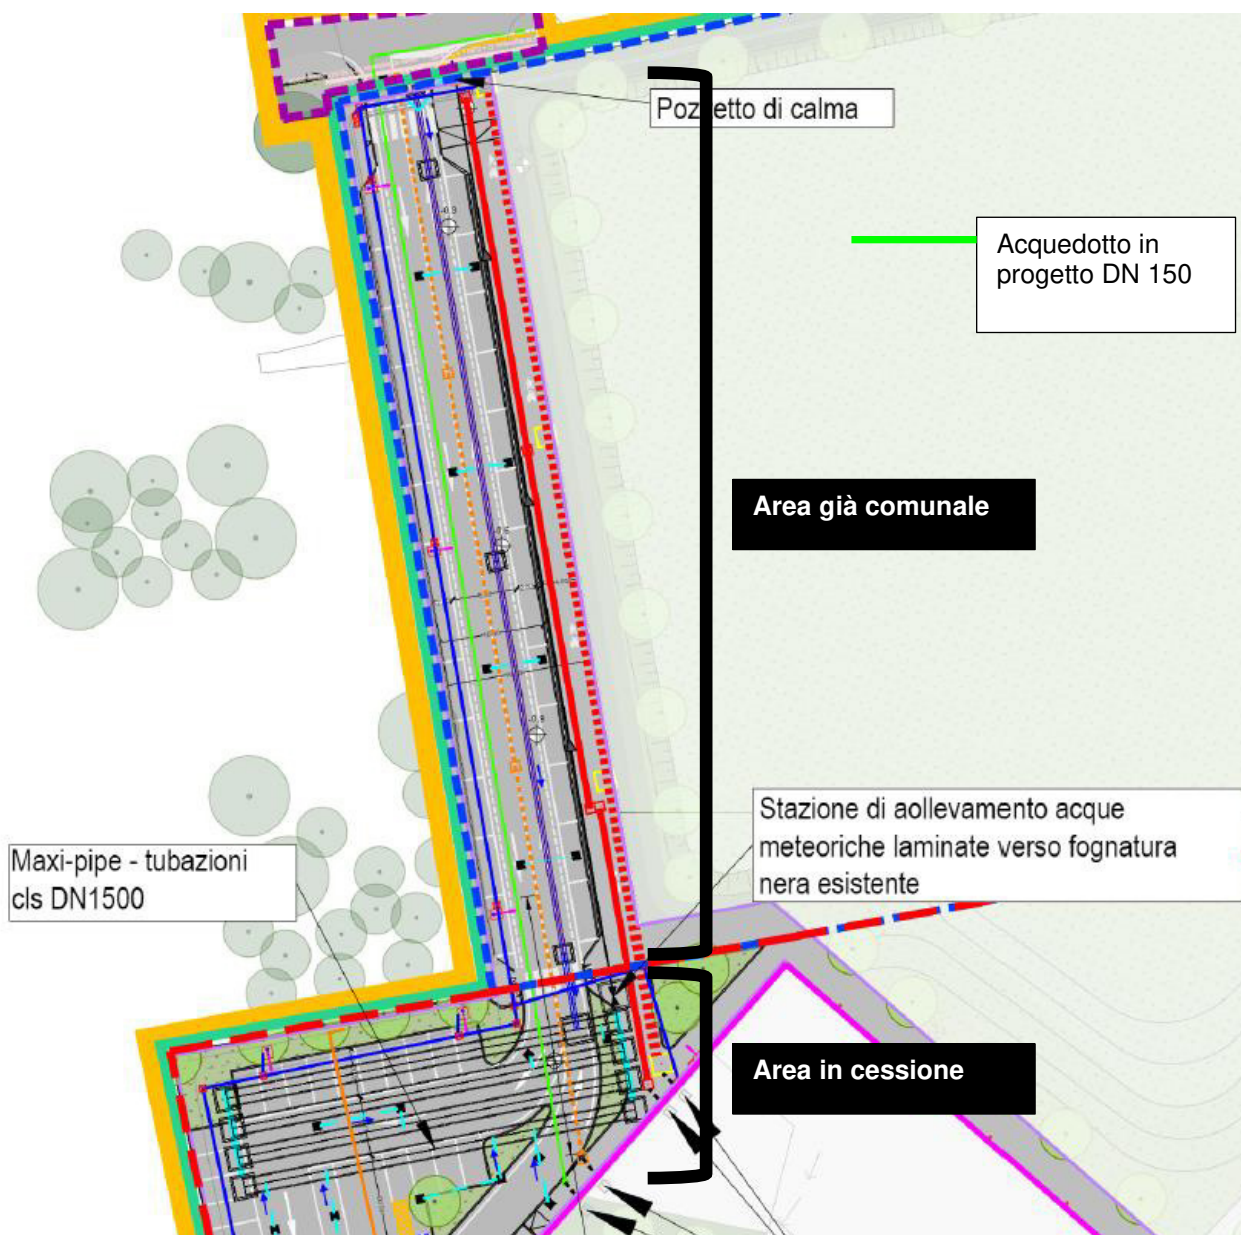 Pozzetto di calma
Acquedotto in
progetto DN 150
Area già comunale
Stazione di aollevamento acque
meteoriche laminate verso fognatura
nera esistente
Maxi-pipe - tubazioni
cls DN1500
Area in cessione